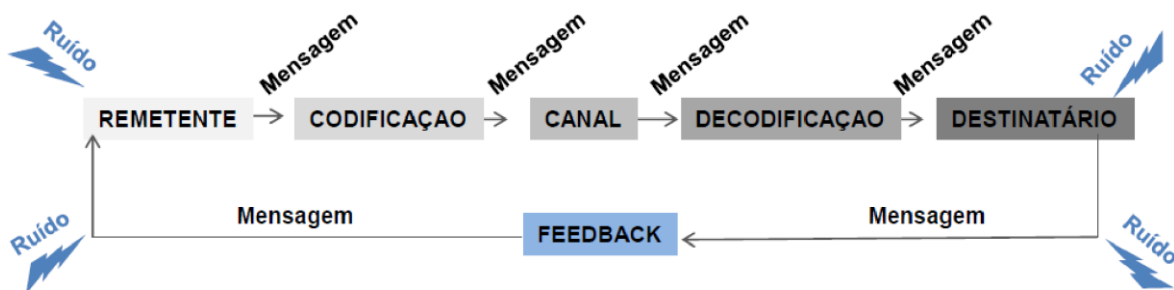 Ruído
Mensagem
Mensagem
Mensagem
Mensagem
Ruído
REMETENTE
CODIFICAÇAO
CANAL
DECODIFICAÇAO
DESTINATÁRIO
Ruído
Mensagem
FEEDBACK
Mensagem
Ruído